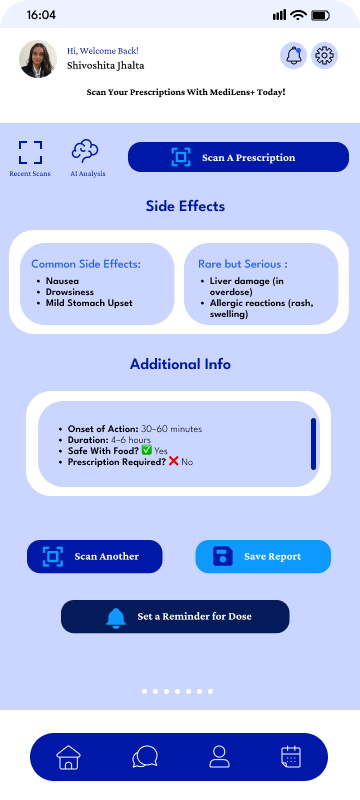 16:04
Hi, Welcome Back!
Shivoshita Jhalta
Scan Your Prescriptions With MediLens+ Today!
Recent Scans
AI Analysis
Scan A Prescription
Side Effects
Common Side Effects:
• Nausea
• Drowsiness
• Mild Stomach Upset
Rare but Serious :
• Liver damage (in
overdose)
• Allergic reactions (rash,
swelling)
Additional Info
• Onset of Action: 30–60 minutes
• Duration: 4–6 hours
• Safe With Food? ✅ Yes
• Prescription Required? ❌ No
Scan Another
Save Report
Set a Reminder for Dose